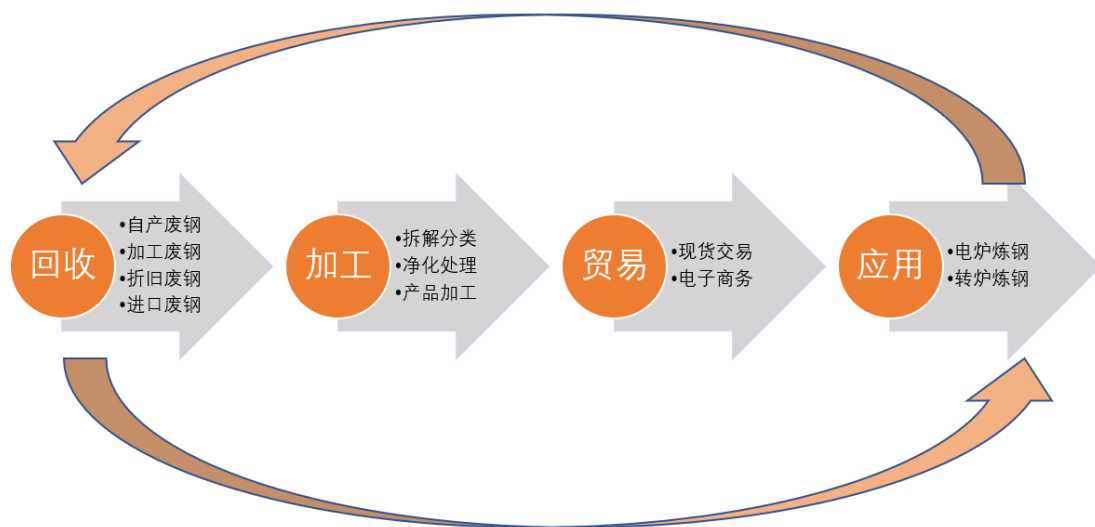 回收
•自产废钢
•加工废钢
•折旧废钢
•进口废钢
加工
•拆解分类
•净化处理
•产品加工
贸易
•现货交易
•电子商务
应用
•电炉炼钢
•转炉炼钢